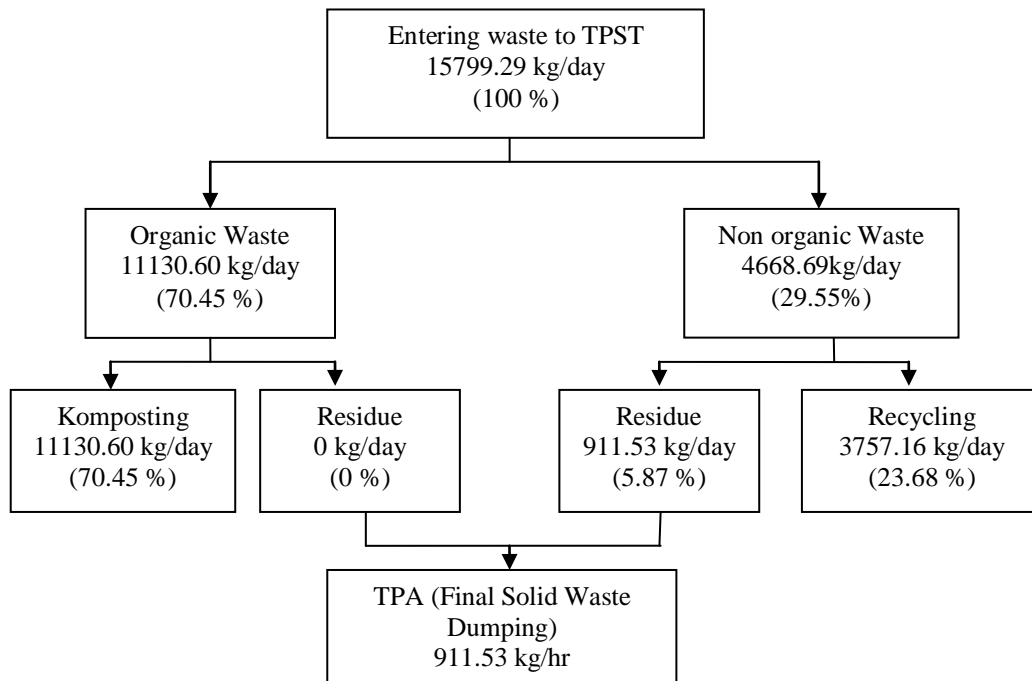 Entering waste to TPST
15799.29 kg/day
(100 %)
Organic Waste
11130.60 kg/day
(70.45 %)
Non organic Waste
4668.69kg/day
(29.55%)
Komposting
11130.60 kg/day
(70.45 %)
Residue
0 kg/day
(0 %)
Residue
911.53 kg/day
(5.87 %)
Recycling
3757.16 kg/day
(23.68 %)
TPA (Final Solid Waste
Dumping)
911.53 kg/hr